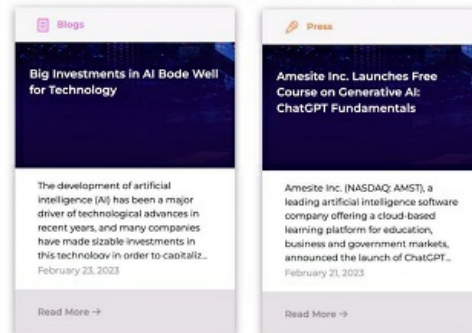 Blogs
Big Investments in AI Bode Well
for Technology
The development of artificial
intelligence (AI) has been a major
driver of technological advances in
recent years, and many companies
have made sizable investments in
this technology in order to capitaliz...
February 23, 2023
Read More →
Press
Amesite Inc. Launches Free
Course on Generative AI:
ChatGPT Fundamentals
Amesite Inc. (NASDAQ: AMST), a
leading artificial intelligence software
company offering a cloud-based
learning platform for education,
business and government markets,
announced the launch of ChatGPT...
February 21, 2023
Read More →